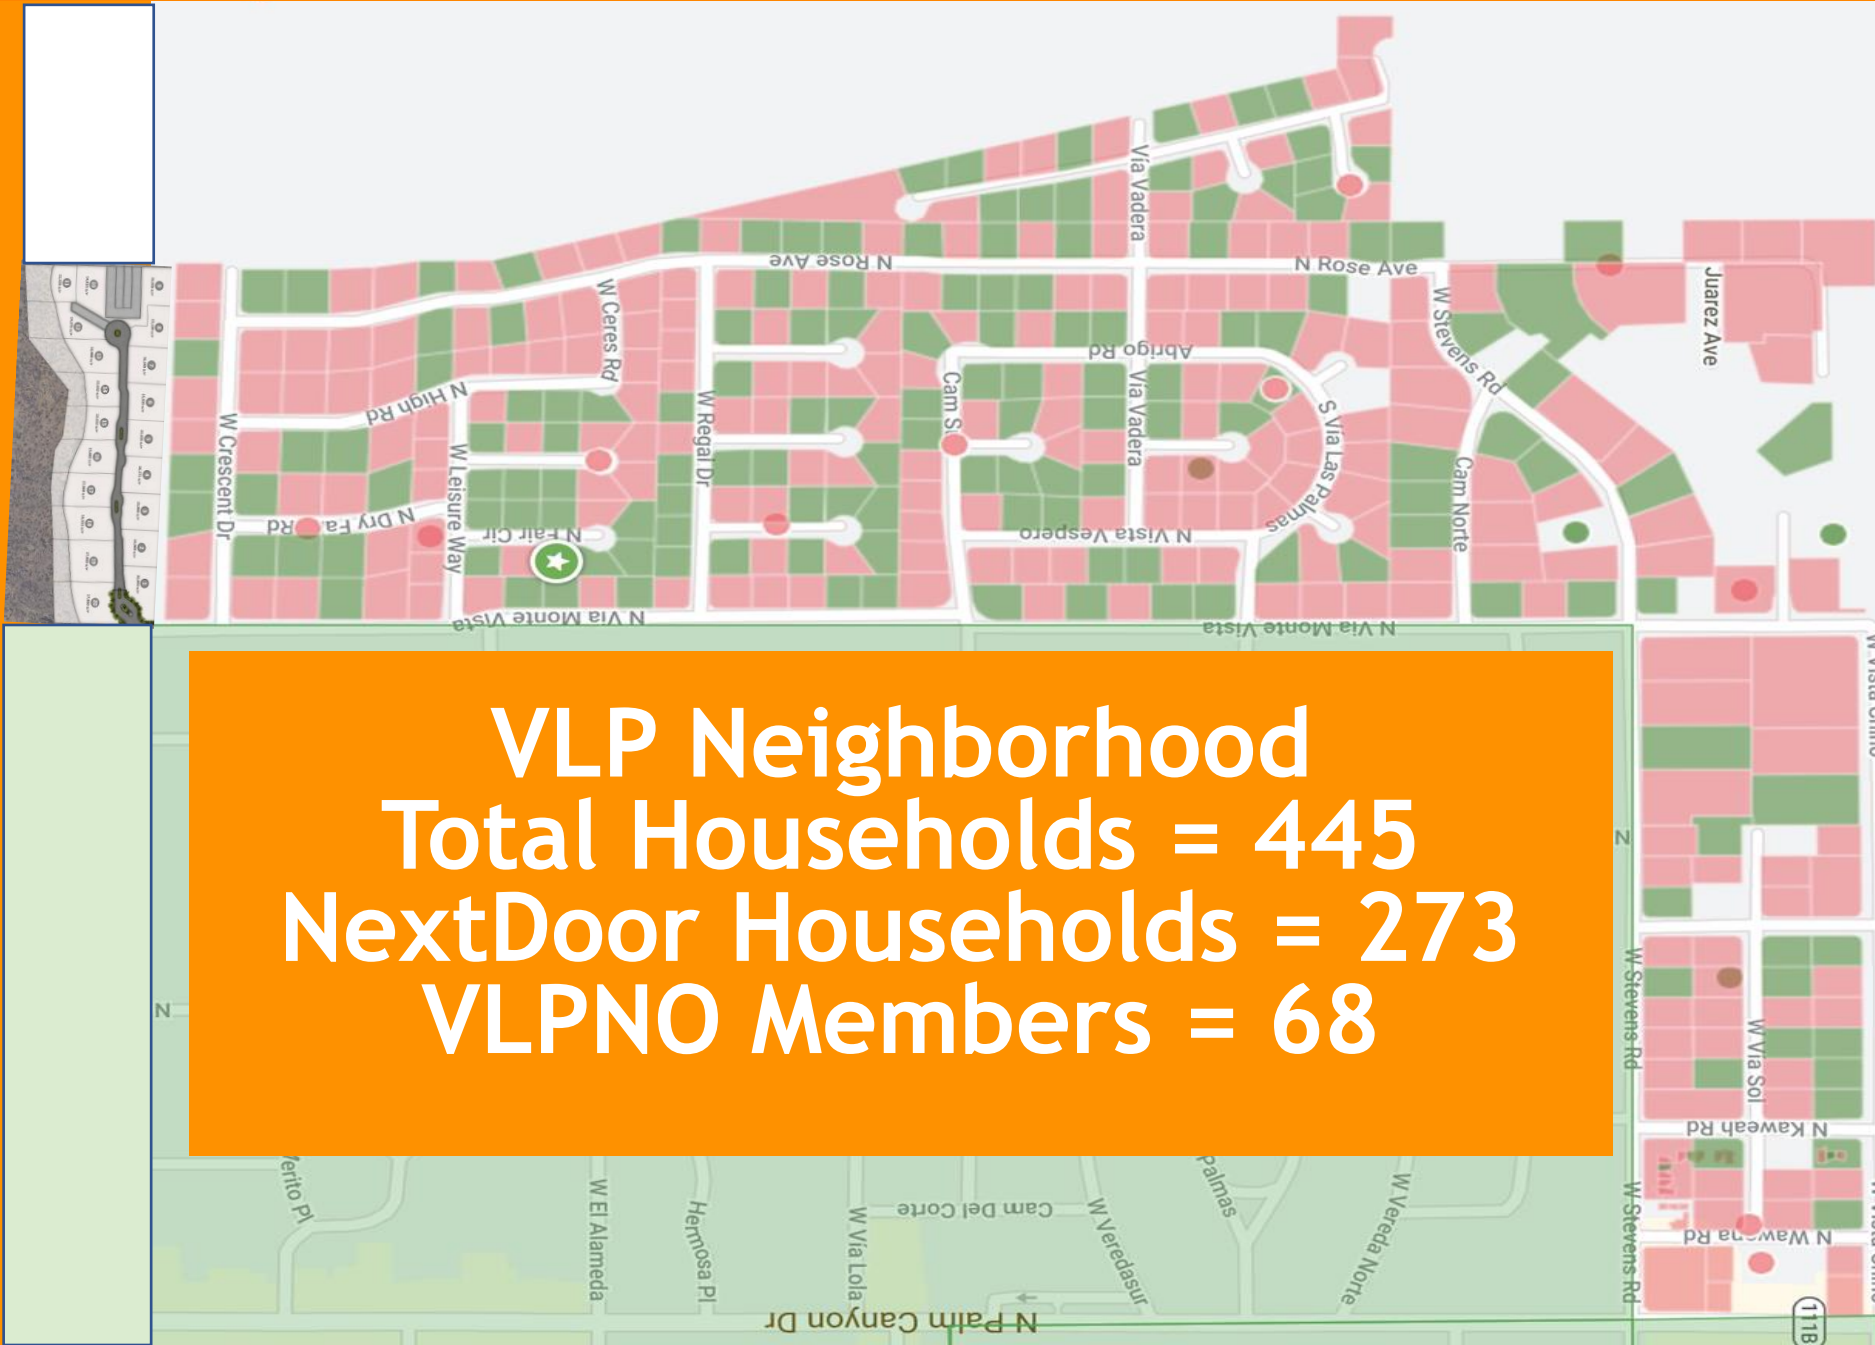 Via Vadera
N Rose Ave
N Rose Ave
Juarez Ave
W Stevens Rd
W Ceres Rd
Abrigo Rd
N High Rd
W Regal Dr
Via Vadera
S Via Las Palmas
W Crescent Dr
W Leisure Way
Cam Norte
N Dry Fa Rd
N Fair Cir
N Vista Vespero
N Via Monte Vista
N Via Monte Vista
VLP Neighborhood
Total Households = 445
NextDoor Households = 273
VLPNO Members = 68
N
N
W Stevens Rd
W Via Sol
N Kaweah Rd
W El Alameda
Hermosa Pl
W Via Lola
Cam Del Corte
W Veredasur
Palmas
W Vereda Norte
W Stevens Rd
N Palm Canyon Dr
111B